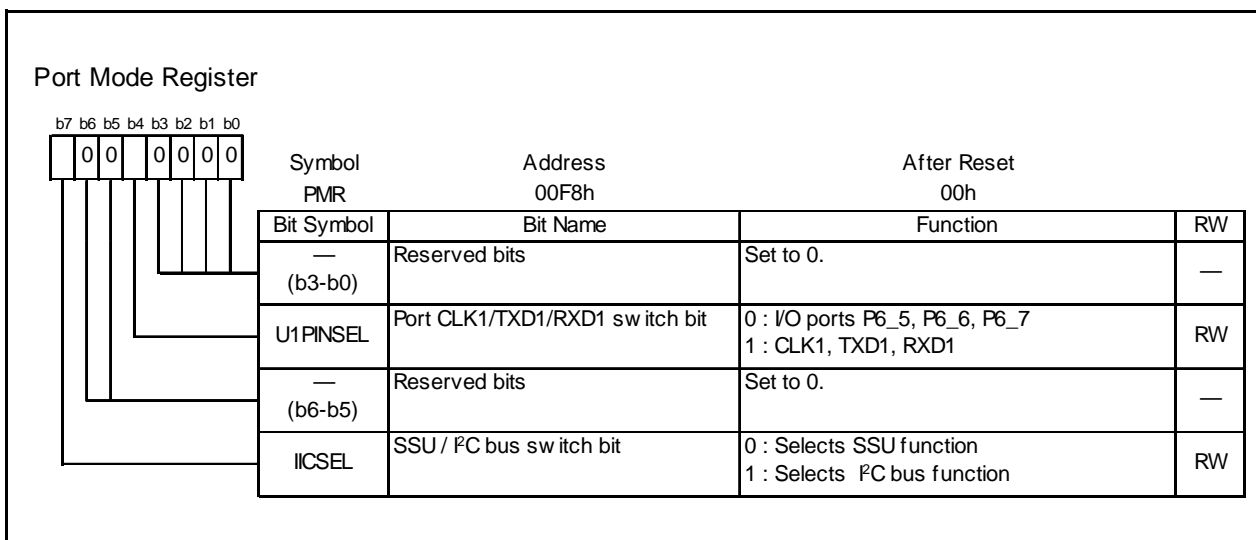 Port Mode Register
b7 b6 b5 b4 b3 b2 b1 b0
0 0 0 0 0 0
Symbol Address After Reset
PMR 00F8h 00h
Bit Symbol Bit Name Function RW
— Reserved bits Set to 0. —
(b3-b0)
U1PINSEL Port CLK1/TXD1/RXD1 switch bit 0 : I/O ports P6_5, P6_6, P6_7 RW
1 : CLK1, TXD1, RXD1
— Reserved bits Set to 0. —
(b6-b5)
IICSEL SSU / I²C bus switch bit 0 : Selects SSU function RW
1 : Selects I²C bus function